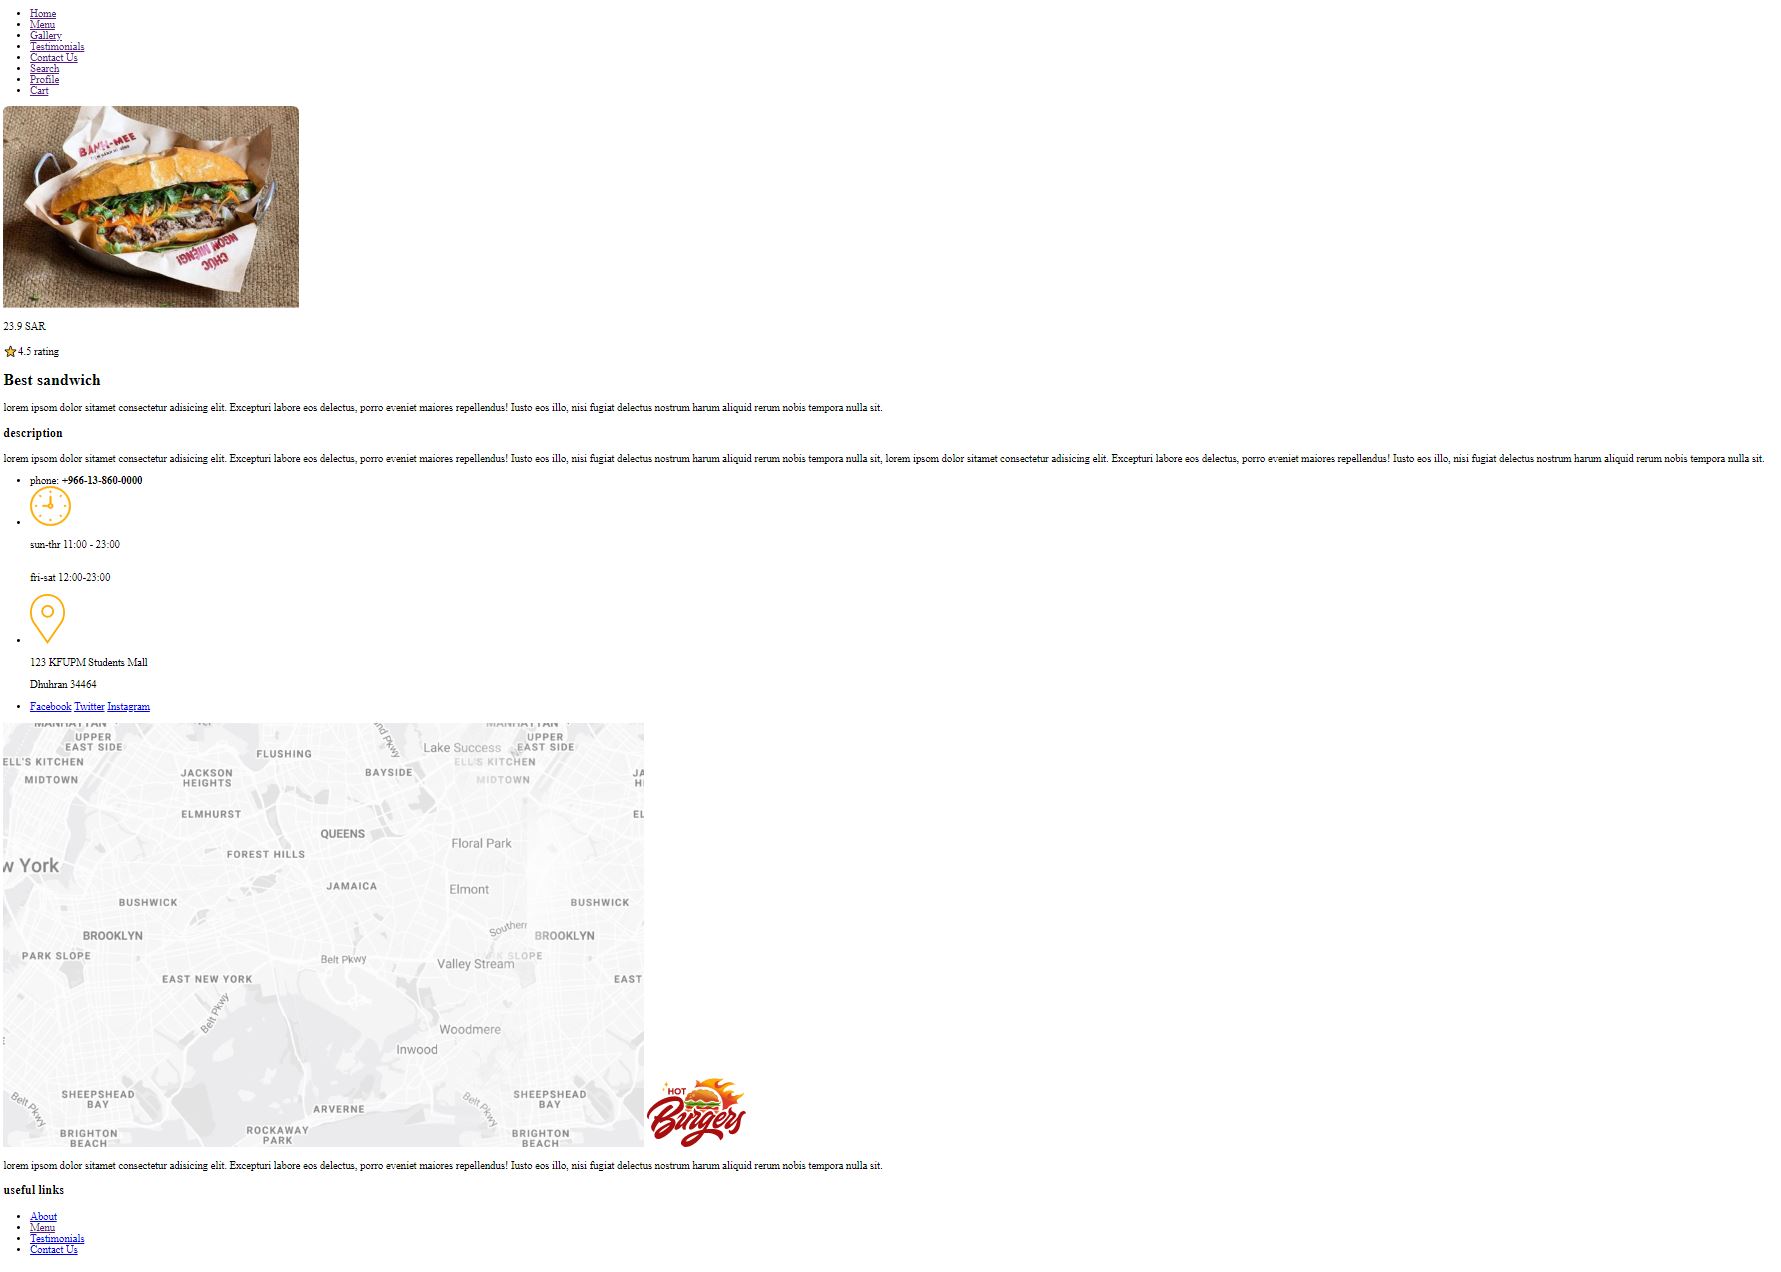 Home
Menu
Gallery
Testimonials
Contact Us
Search
Profile
Cart
BÁNH-MEE
CHÚC
NGON MIỆNG!
23.9 SAR
4.5 rating
Best sandwich
lorem ipsom dolor sitamet consectetur adisicing elit. Excepturi labore eos delectus, porro eveniet maiores repellendus! Iusto eos illo, nisi fugiat delectus nostrum harum aliquid rerum nobis tempora nulla sit.
description
lorem ipsom dolor sitamet consectetur adisicing elit. Excepturi labore eos delectus, porro eveniet maiores repellendus! Iusto eos illo, nisi fugiat delectus nostrum harum aliquid rerum nobis tempora nulla sit, lorem ipsom dolor sitamet consectetur adisicing elit. Excepturi labore eos delectus, porro eveniet maiores repellendus! Iusto eos illo, nisi fugiat delectus nostrum harum aliquid rerum nobis tempora nulla sit.
phone: +966-13-860-0000
sun-thr 11:00 - 23:00
fri-sat 12:00-23:00
123 KFUPM Students Mall
Dhuhran 34464
Facebook Twitter Instagram
MANHATTAN MANHATTAN
UPPER UPPER
EAST SIDE EAST SIDE
FLUSHING Lake Success
ELL'S KITCHEN ELL'S KITCHEN
MIDTOWN JACKSON BAYSIDE MIDTOWN JA
HEIGHTS H
ELMHURST EL
QUEENS
Floral Park
FOREST HILLS
w York
JAMAICA Elmont
BUSHWICK BUSHWICK
Southern
BROOKLYN BROOKLYN
PARK SLOPE Belt Pkwy Valley Stream SLOPE
EAST NEW YORK EAST
Belt Pkwy
Woodmere
Inwood
SHEEPSHEAD SHEEPSHEAD
BAY BAY
Belt Pkwy Belt Pkwy
ARVERNE
BRIGHTON ROCKAWAY BRIGHTON
BEACH PARK BEACH
HOT
Burgers
lorem ipsom dolor sitamet consectetur adisicing elit. Excepturi labore eos delectus, porro eveniet maiores repellendus! Iusto eos illo, nisi fugiat delectus nostrum harum aliquid rerum nobis tempora nulla sit.
useful links
About
Menu
Testimonials
Contact Us